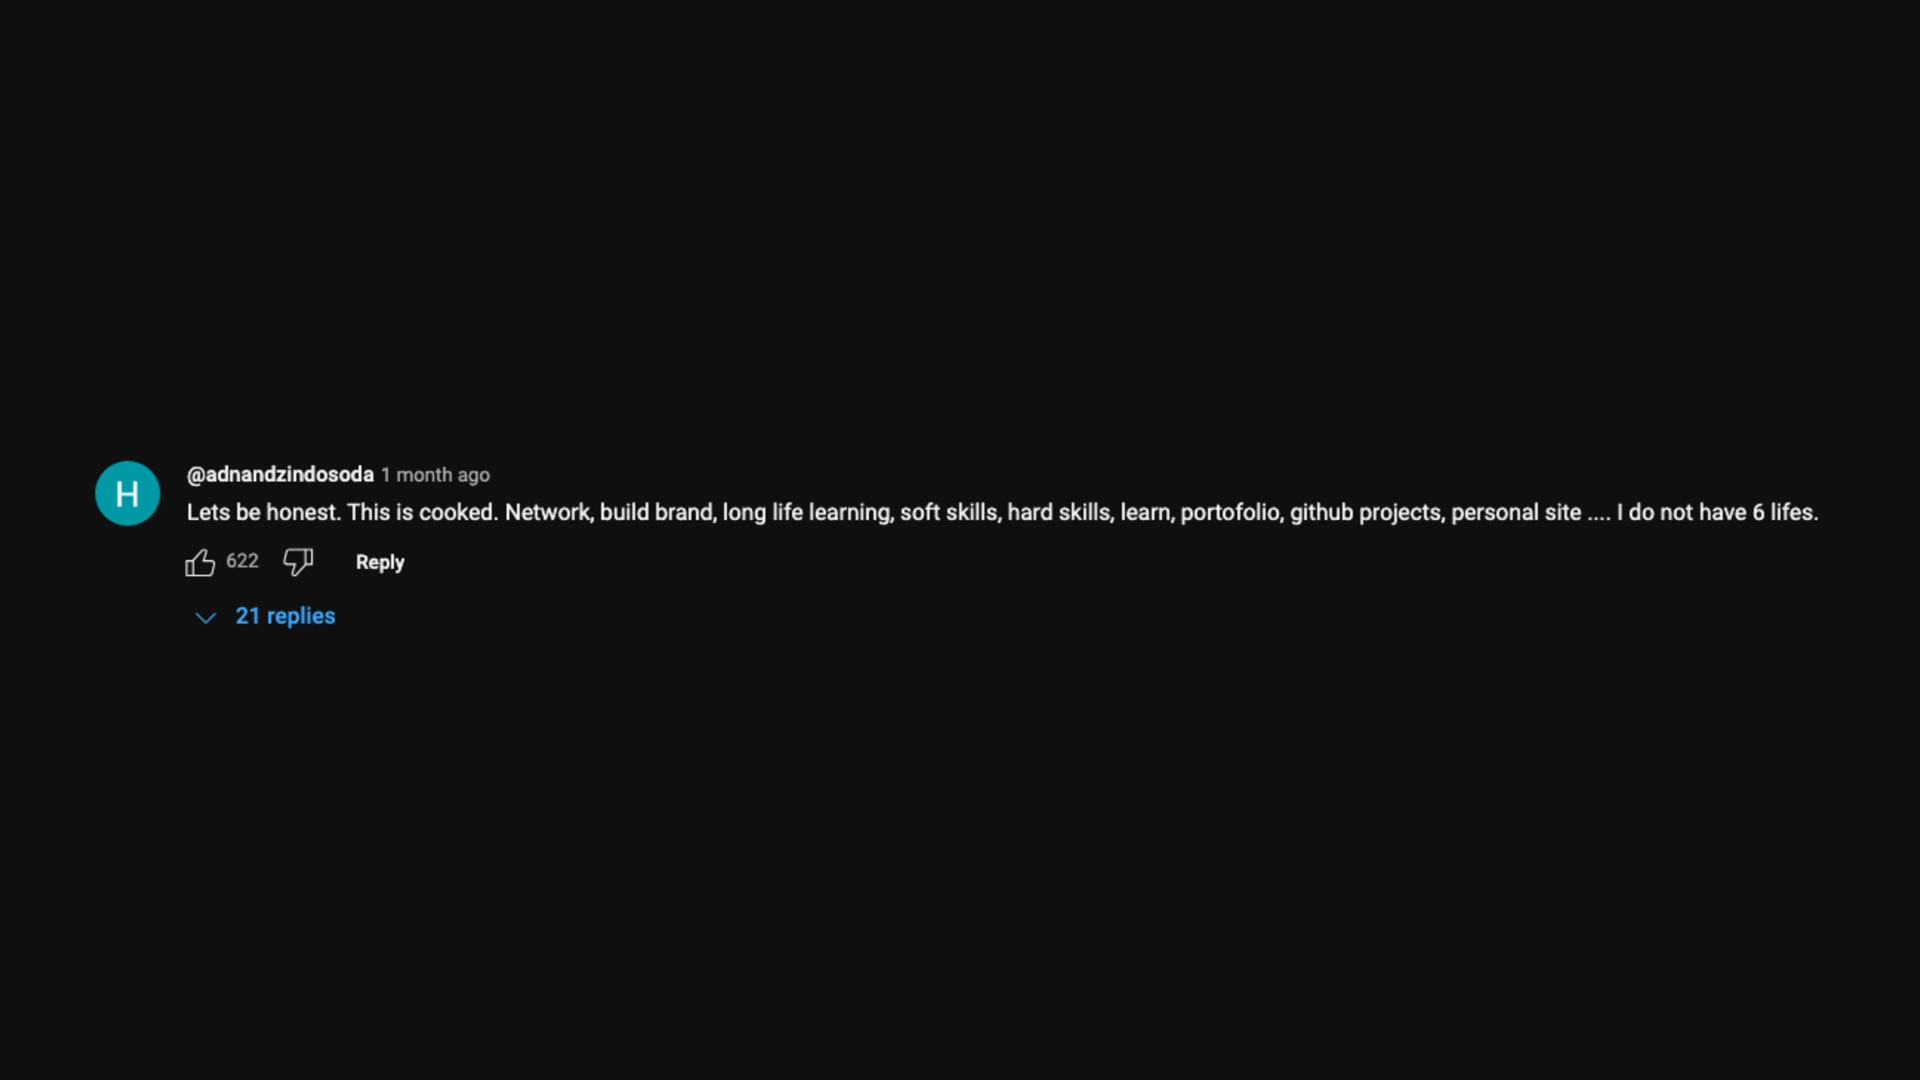 H
@adnandzindosoda 1 month ago
Lets be honest. This is cooked. Network, build brand, long life learning, soft skills, hard skills, learn, portofolio, github projects, personal site .... I do not have 6 lifes.
622 Reply
21 replies